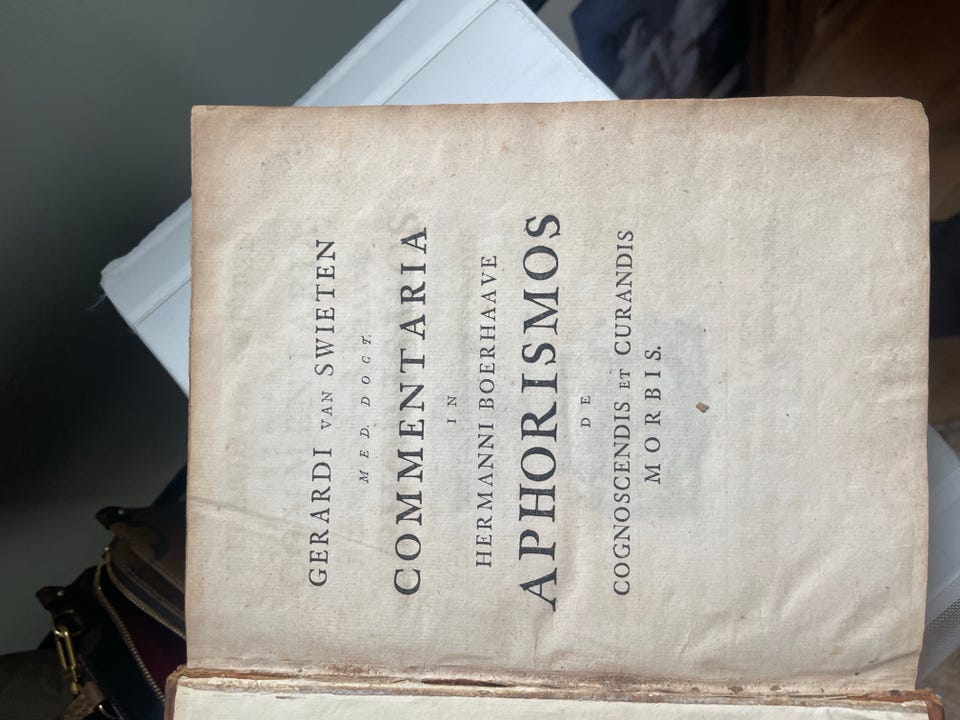 GERARDI VAN SWIETEN
MED. DOCT.
COMMENTARIA
IN
HERMANNI BOERHAAVE
APHORISMOS
DE
COGNOSCENDIS ET CURANDIS
MORBIS.